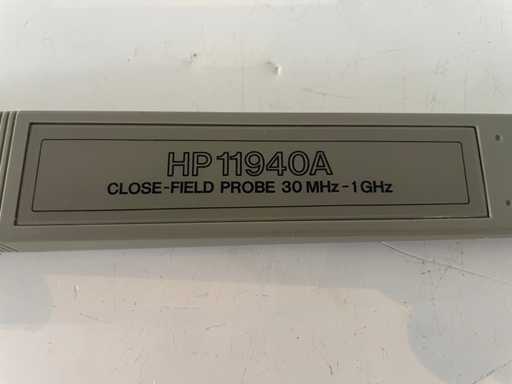 HP 11940A
CLOSE-FIELD PROBE 30 MHz - 1 GHz